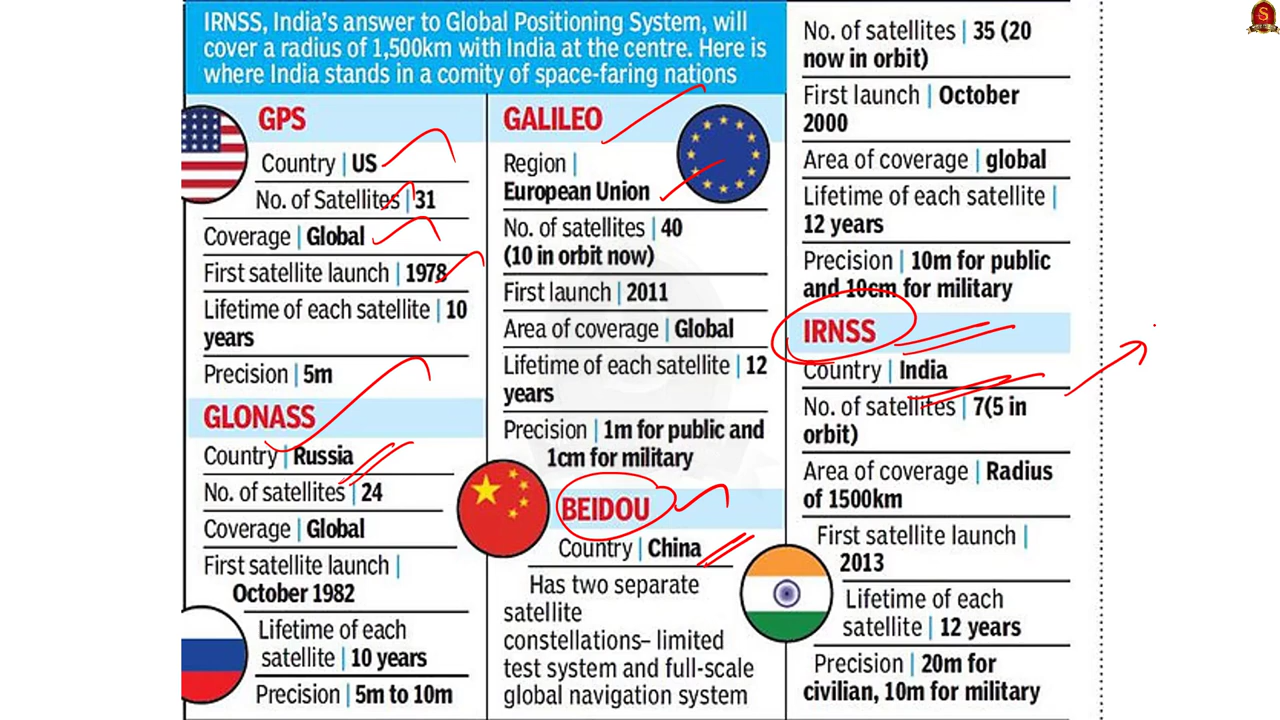 IRNSS, India's answer to Global Positioning System, will
cover a radius of 1,500km with India at the centre. Here is
where India stands in a comity of space-faring nations
GPS
Country | US
No. of Satellites | 31
Coverage | Global
First satellite launch | 1978
Lifetime of each satellite | 10
years
Precision | 5m
GLONASS
Country | Russia
No. of satellites | 24
Coverage | Global
First satellite launch |
October 1982
Lifetime of each
satellite | 10 years
Precision | 5m to 10m
GALILEO
Region |
European Union
No. of satellites | 40
(10 in orbit now)
First launch | 2011
Area of coverage | Global
Lifetime of each satellite | 12
years
Precision | 1m for public and
1cm for military
BEIDOU
Country | China
Has two separate
satellite
constellations– limited
test system and full-scale
global navigation system
No. of satellites | 35 (20
now in orbit)
First launch | October
2000
Area of coverage | global
Lifetime of each satellite |
12 years
Precision | 10m for public
and 10cm for military
IRNSS
Country | India
No. of satellites | 7(5 in
orbit)
Area of coverage | Radius
of 1500km
First satellite launch |
2013
Lifetime of each
satellite | 12 years
Precision | 20m for
civilian, 10m for military